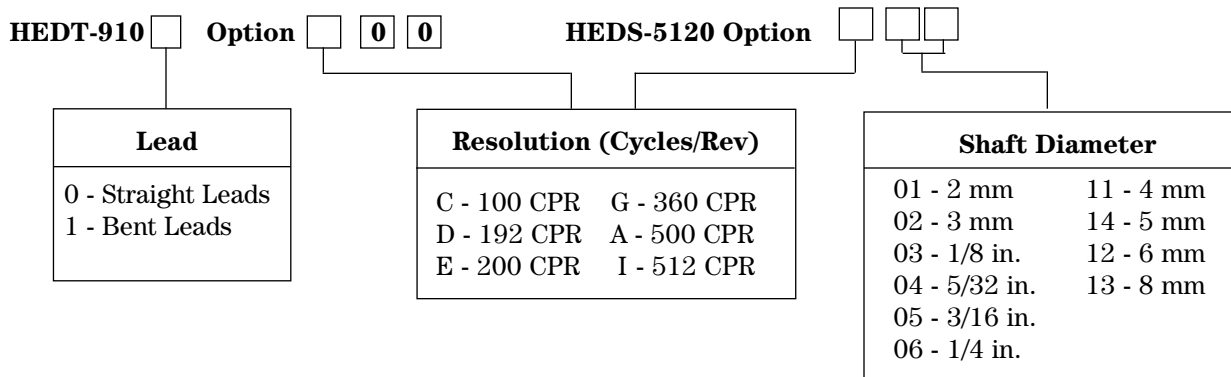 HEDT-910 Option 0 0 HEDS-5120 Option
Lead
0 - Straight Leads
1 - Bent Leads
Resolution (Cycles/Rev)
C - 100 CPR G - 360 CPR
D - 192 CPR A - 500 CPR
E - 200 CPR I - 512 CPR
Shaft Diameter
01 - 2 mm 11 - 4 mm
02 - 3 mm 14 - 5 mm
03 - 1/8 in. 12 - 6 mm
04 - 5/32 in. 13 - 8 mm
05 - 3/16 in.
06 - 1/4 in.